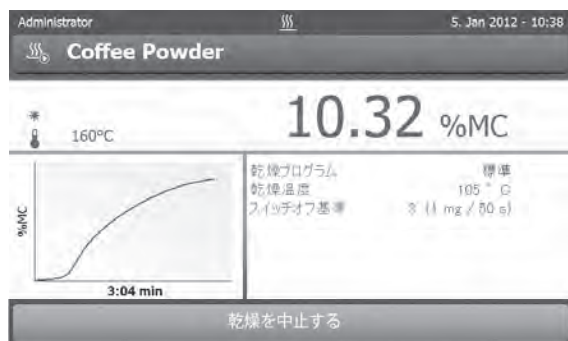 Administrator
5. Jan 2012 - 10:38
Coffee Powder
10.32 %MC
160°C
%MC
3:04 min
乾燥プログラム 標準
乾燥温度 105°C
スイッチオフ基準 3 (1 mg / 50 s)
乾燥を中止する